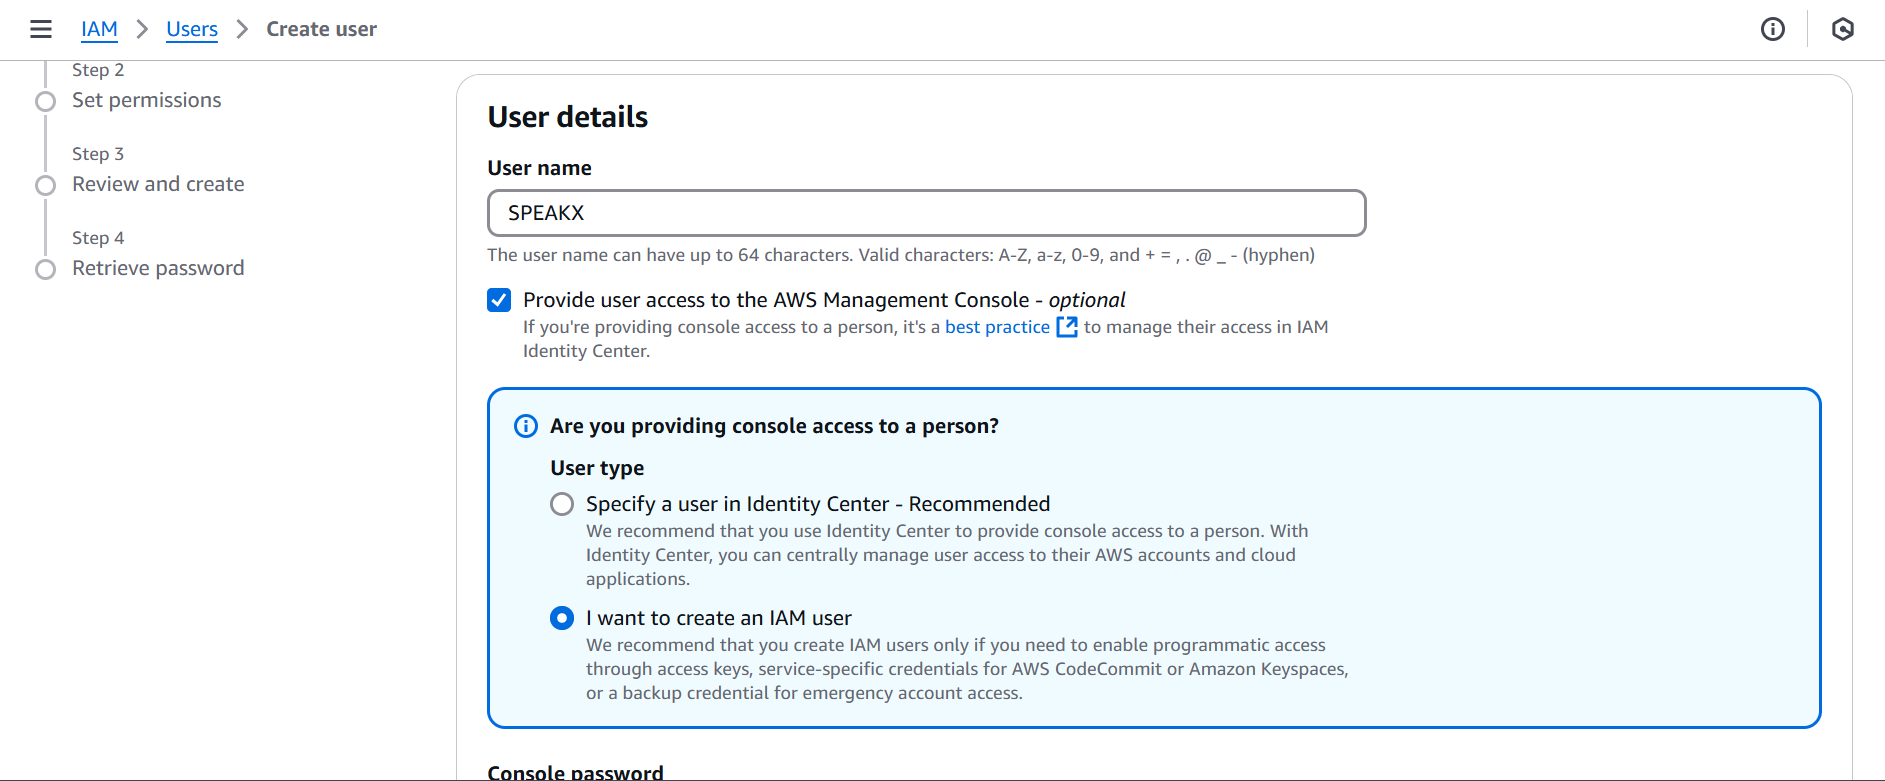 IAM > Users > Create user
Step 2
Set permissions
Step 3
Review and create
Step 4
Retrieve password
User details
User name
SPEAKX
The user name can have up to 64 characters. Valid characters: A-Z, a-z, 0-9, and + = , . @ _ - (hyphen)
Provide user access to the AWS Management Console - optional
If you're providing console access to a person, it's a best practice to manage their access in IAM
Identity Center.
Are you providing console access to a person?
User type
Specify a user in Identity Center - Recommended
We recommend that you use Identity Center to provide console access to a person. With
Identity Center, you can centrally manage user access to their AWS accounts and cloud
applications.
I want to create an IAM user
We recommend that you create IAM users only if you need to enable programmatic access
through access keys, service-specific credentials for AWS CodeCommit or Amazon Keyspaces,
or a backup credential for emergency account access.
Console password